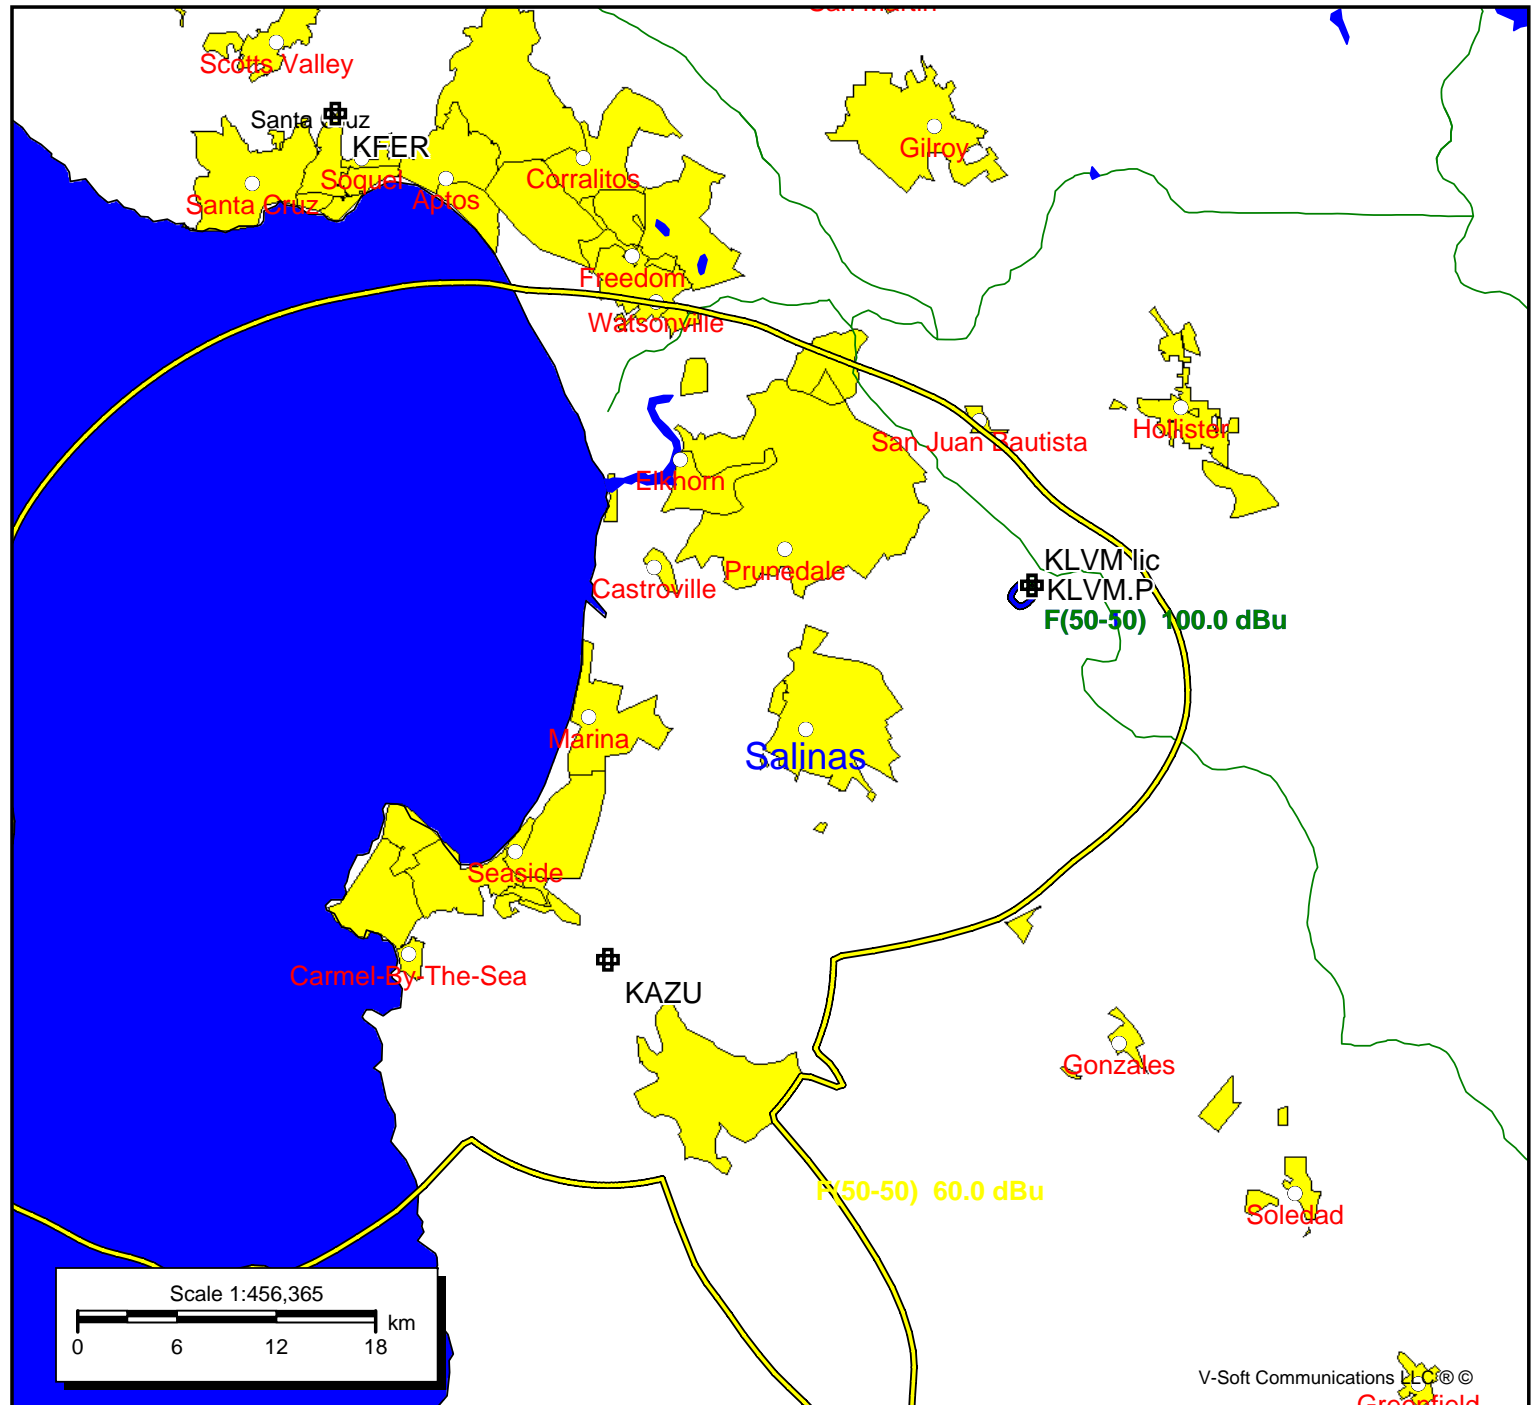 San Martin
Scotts Valley
Santa Cruz
KFER
Gilroy
Soquel
Corralitos
Santa Cruz
Aptos
Freedom
Watsonville
San Juan Bautista
Hollister
Elkhorn
KLVM lic
Prunedale
Castroville
KLVM.P
F(50-50) 100.0 dBu
Marina
Salinas
Seaside
Carmel-By-The-Sea
KAZU
Gonzales
F(50-50) 60.0 dBu
Soledad
Scale 1:456,365
km
0 6 12 18
V-Soft Communications LLC ® ©
Greenfield